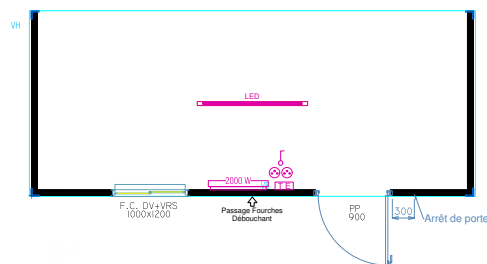 VH
LED
2000 W
T E
F.C. DV+VRS
1000x1200
Passage Fourches
Débouchant
PP
900
300
Arrêt de porte